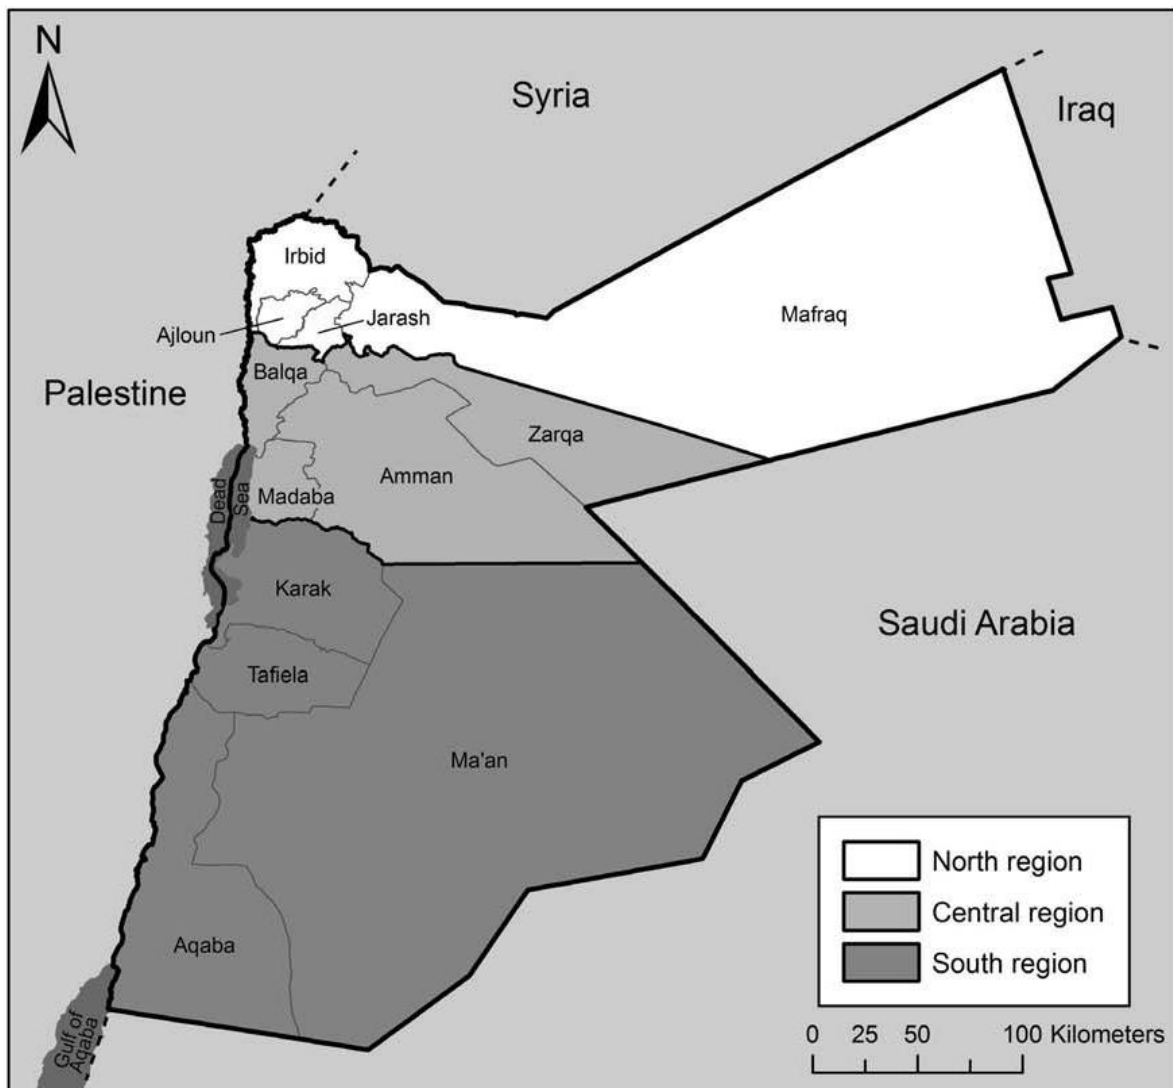 N
Syria
Iraq
Irbid
Mafraq
Ajloun
Jarash
Balqa
Palestine
Zarqa
Amman
Madaba
Dead
Sea
Karak
Saudi Arabia
Tafiela
Ma'an
North region
Central region
South region
Aqaba
Gulf of
Aqaba
0 25 50 100 Kilometers